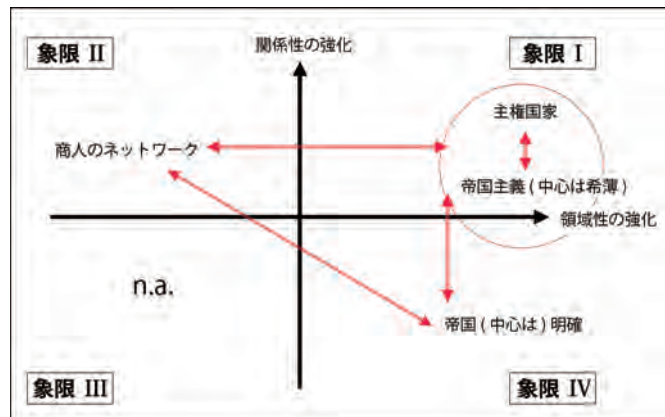 象限 II
関係性の強化
象限 I
主権国家
商人のネットワーク
帝国主義 ( 中心は希薄 )
領域性の強化
n.a.
帝国 ( 中心は ) 明確
象限 III
象限 IV